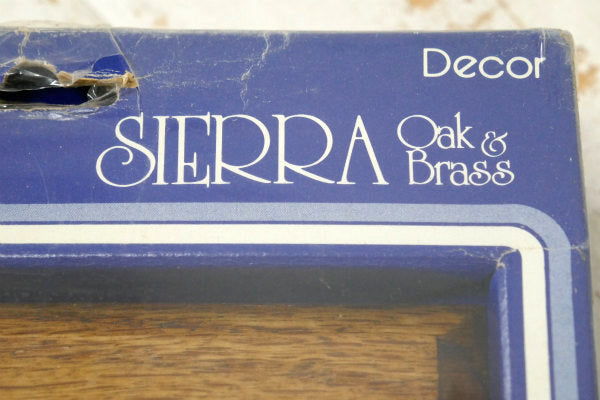 Decor
SIERRA Oak &
Brass